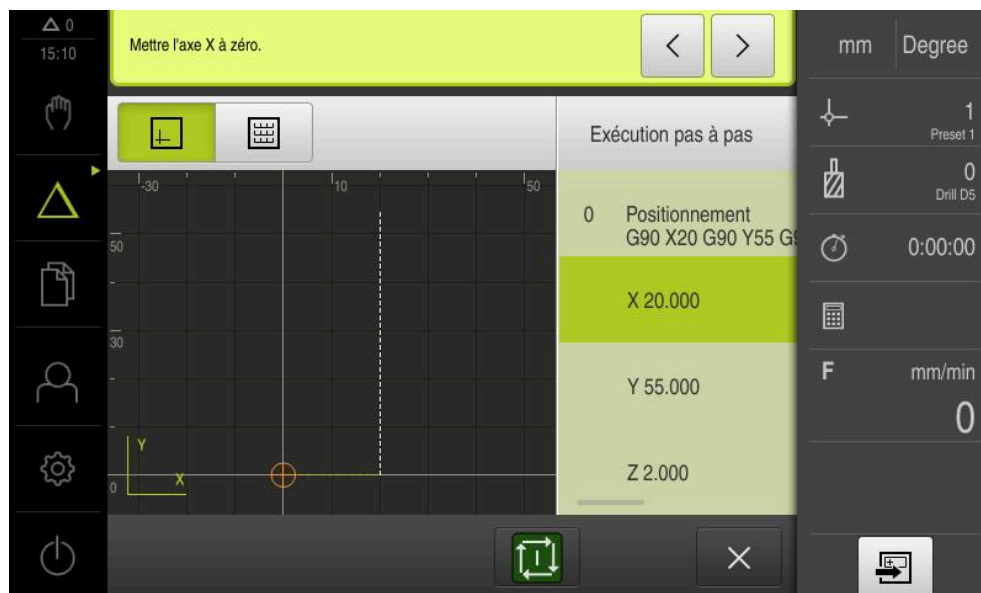 0
15:10
Mettre l'axe X à zéro.
mm Degree
1
Preset 1
0
Drill D5
0:00:00
F mm/min
0
Exécution pas à pas
0 Positionnement
G90 X20 G90 Y55 G9
X 20.000
Y 55.000
Z 2.000
-30 10 50
50
30
0
Y
X